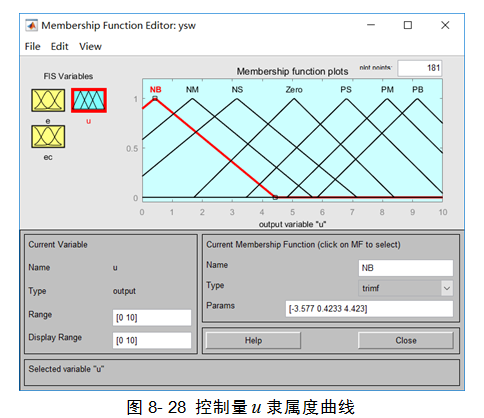 Membership Function Editor: ysw
File Edit View
FIS Variables
e
u
ec
Membership function plots
plot points:
181
NB NM NS Zero PS PM PB
1
0.5
0
0 1 2 3 4 5 6 7 8 9 10
output variable "u"
Current Variable
Name u
Type output
Range [0 10]
Display Range [0 10]
Current Membership Function (click on MF to select)
Name NB
Type trimf
Params [-3.577 0.4233 4.423]
Help Close
Selected variable "u"
图 8- 28 控制量 u 隶属度曲线